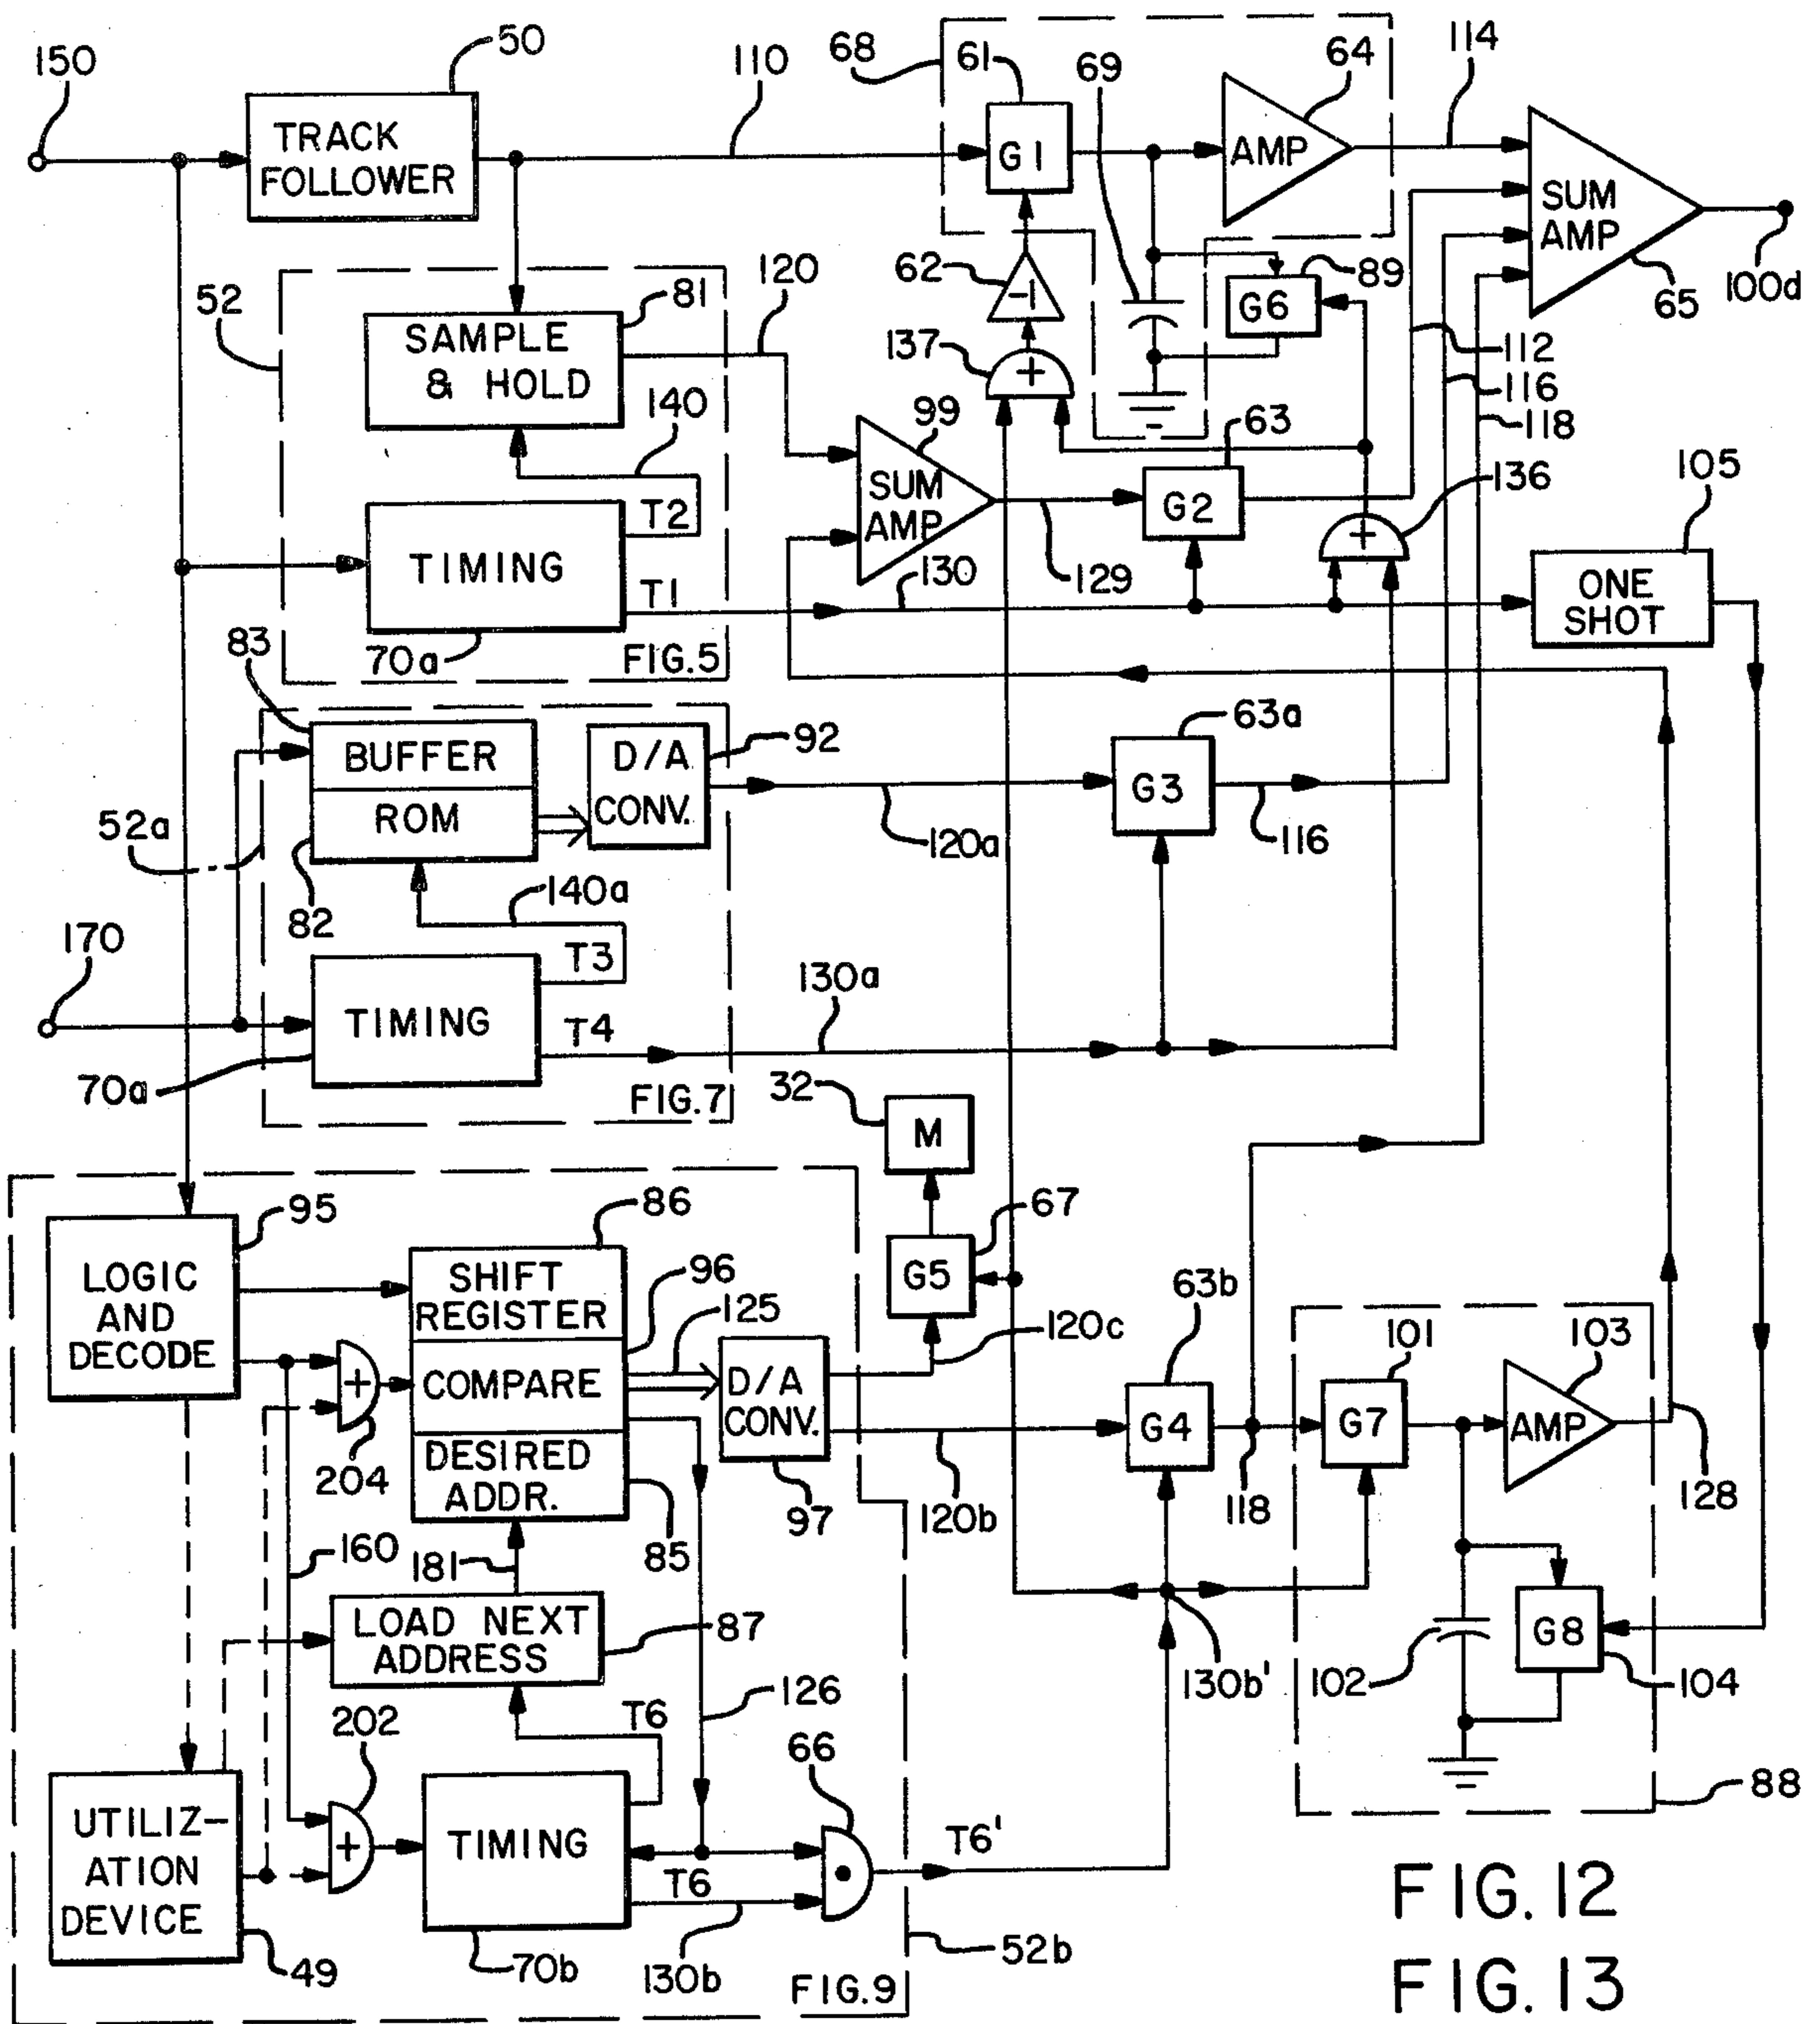 150
50
110
68
61
69
64
114
TRACK
FOLLOWER
G1
AMP
SUM
AMP
62
-1
89
G6
65
100d
52
81
120
SAMPLE
& HOLD
140
137
+
112
116
118
99
63
SUM
AMP
G2
136
+
105
T2
TIMING
T1
130
129
ONE
SHOT
70a
FIG.5
83
BUFFER
ROM
D/A
CONV.
92
63a
G3
52a
82
120a
116
140a
170
T3
TIMING
T4
130a
70a
FIG.7
32
M
95
86
67
LOGIC
AND
DECODE
SHIFT
REGISTER
96
G5
63b
125
120c
101
103
+
COMPARE
D/A
CONV.
G4
G7
AMP
204
DESIRED
ADDR.
97
120b
118
128
160
181
85
LOAD NEXT
ADDRESS
87
G8
102
104
130b'
126
202
T6
66
88
UTILIZ-
ATION
DEVICE
+
TIMING
T6
T6'
49
70b
130b
52b
FIG.9
FIG.12
FIG.13